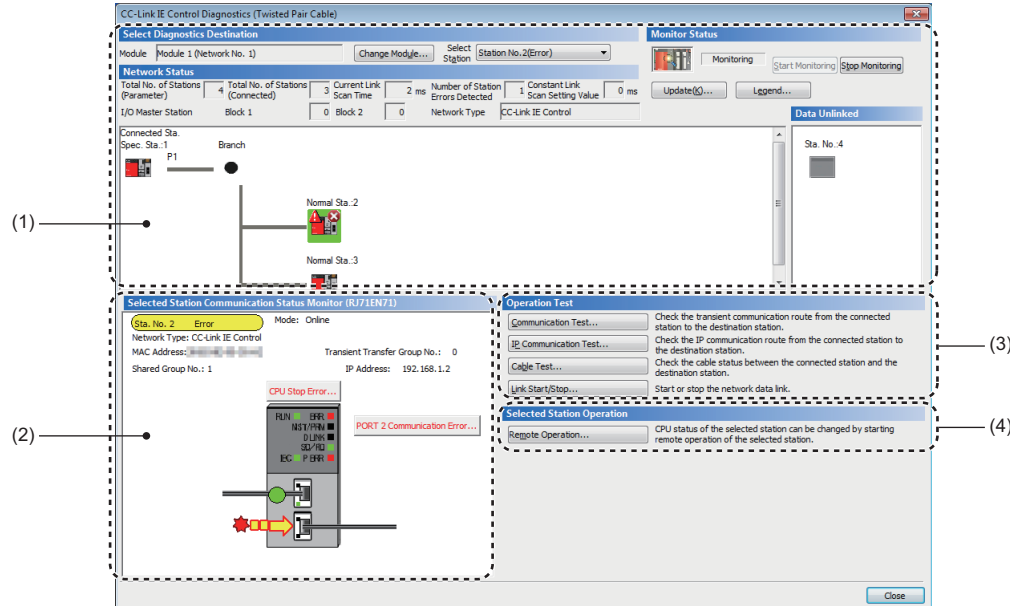 CC-Link IE Control Diagnostics (Twisted Pair Cable)
Select Diagnostics Destination
Module Module 1 (Network No. 1) Change Module... Select Station Station No.2(Error)
Monitor Status
Monitoring Start Monitoring Stop Monitoring
Update(K)... Legend...
Network Status
Total No. of Stations (Parameter) 4 Total No. of Stations (Connected) 3 Current Link Scan Time 2 ms Number of Station Errors Detected 1 Constant Link Scan Setting Value 0 ms
I/O Master Station Block 1 0 Block 2 0 Network Type CC-Link IE Control
Data Unlinked
Sta. No.:4
Connected Sta.
Spec. Sta.:1 Branch
P1
Normal Sta.:2
Normal Sta.:3
(1)
Selected Station Communication Status Monitor (RJ71EN71)
Sta. No. 2 Error Mode: Online
Network Type: CC-Link IE Control
MAC Address:
Transient Transfer Group No.: 0
Shared Group No.: 1 IP Address: 192.168.1.2
CPU Stop Error...
PORT 2 Communication Error...
RUN ERR
NST/PRM
D LINK
SD/RD
IEC P ERR
(2)
Operation Test
Communication Test... Check the transient communication route from the connected station to the destination station.
IP Communication Test... Check the IP communication route from the connected station to the destination station.
Cable Test... Check the cable status between the connected station and the destination station.
Link Start/Stop... Start or stop the network data link.
(3)
Selected Station Operation
Remote Operation... CPU status of the selected station can be changed by starting remote operation of the selected station.
(4)
Close